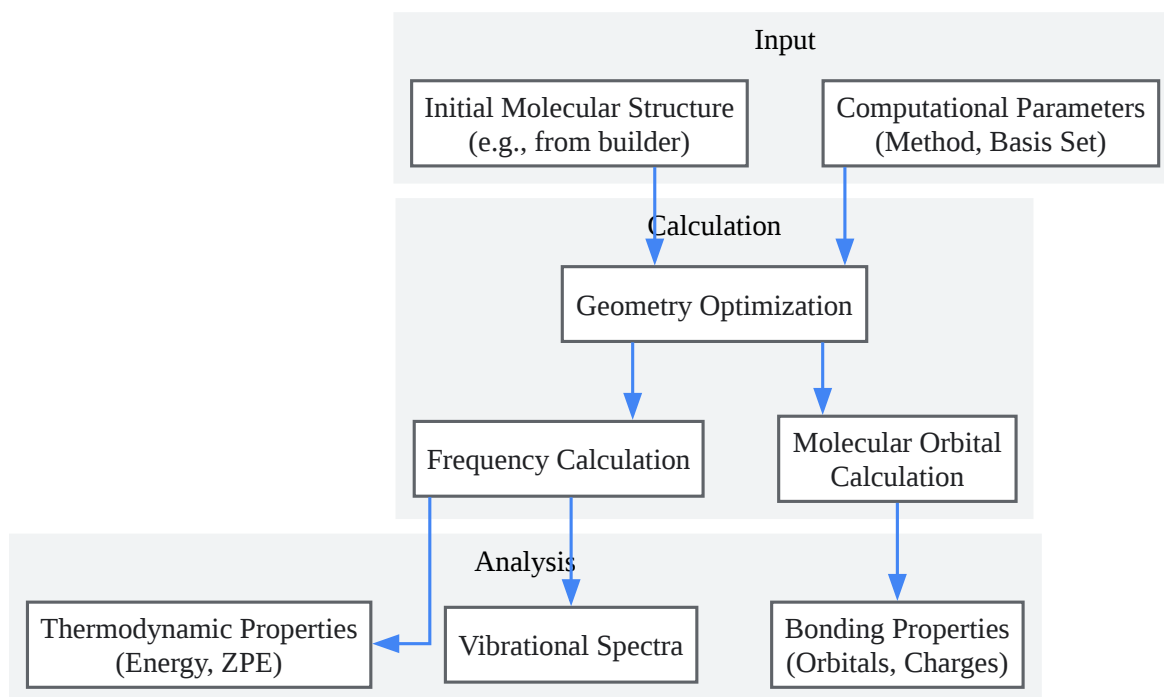 Input
Initial Molecular Structure
(e.g., from builder)
Computational Parameters
(Method, Basis Set)
Calculation
Geometry Optimization
Frequency Calculation
Molecular Orbital
Calculation
Analysis
Thermodynamic Properties
(Energy, ZPE)
Vibrational Spectra
Bonding Properties
(Orbitals, Charges)